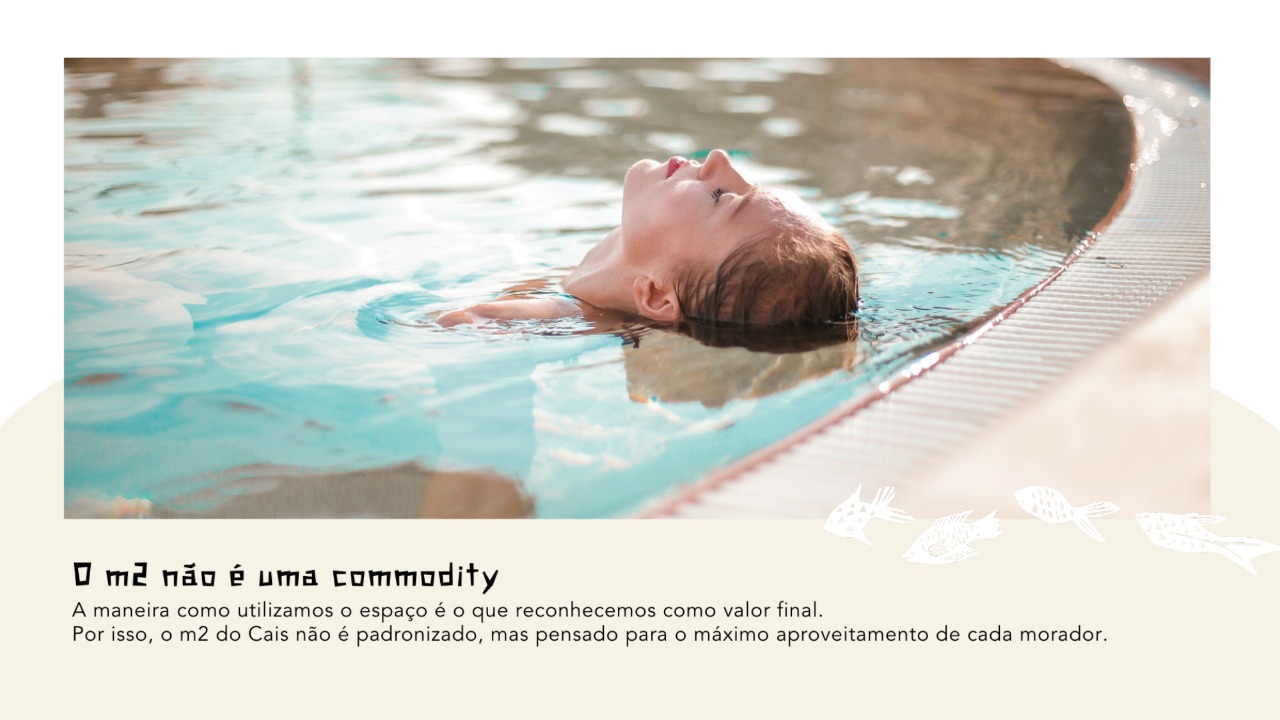 O m2 não é uma commodity
A maneira como utilizamos o espaço é o que reconhecemos como valor final.
Por isso, o m2 do Cais não é padronizado, mas pensado para o máximo aproveitamento de cada morador.